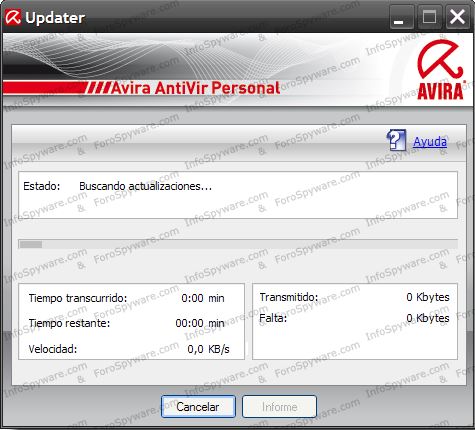 Updater
AVIRA
Avira AntiVir Personal
Ayuda
Estado: Buscando actualizaciones...
Tiempo transcurrido: 0:00 min
Tiempo restante: 00:00 min
Velocidad: 0,0 KB/s
Transmitido: 0 Kbytes
Falta: 0 Kbytes
Cancelar
Informe
InfoSpyware.com
&
ForoSpyware.com